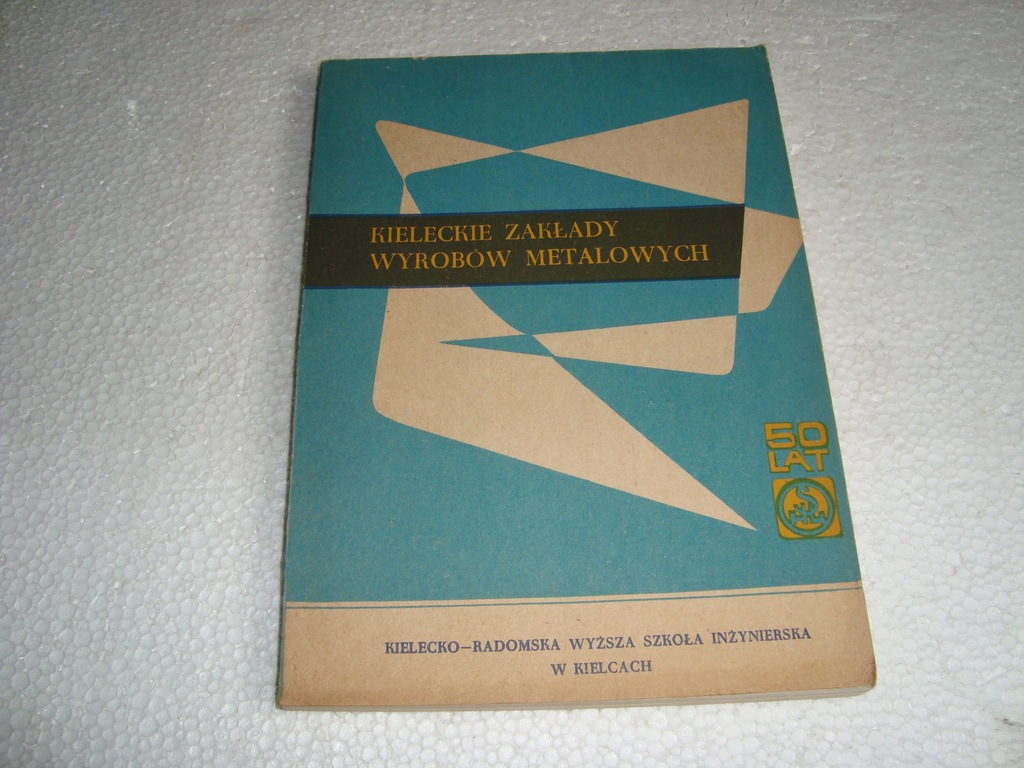 KIELECKIE ZAKŁADY
WYROBÓW METALOWYCH
50
LAT
KIELECKO-RADOMSKA WYŻSZA SZKOŁA INŻYNIERSKA
W KIELCACH